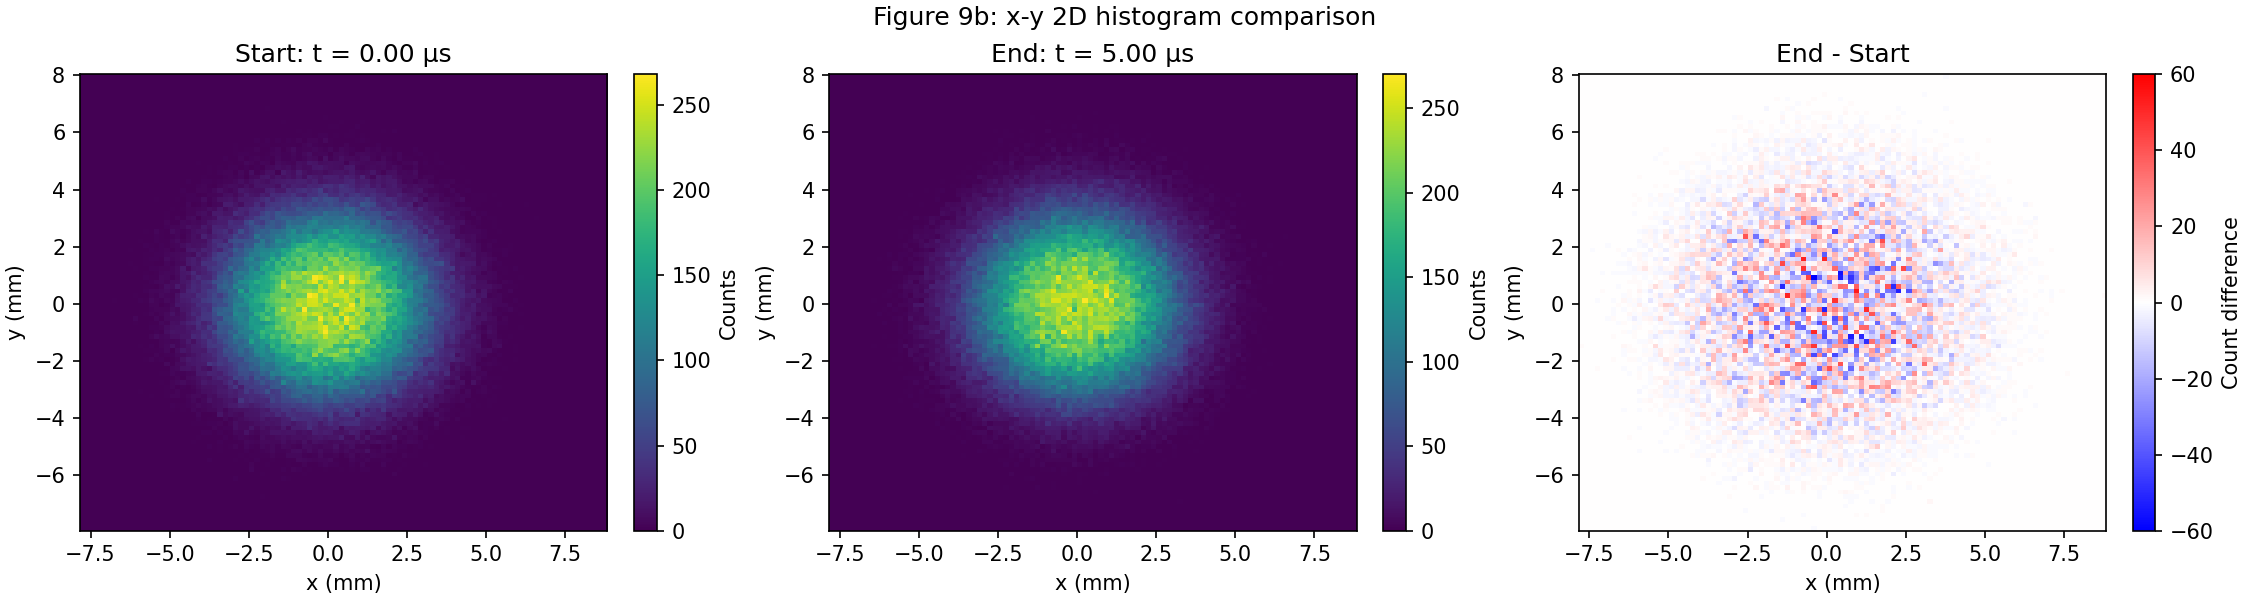 Figure 9b: x-y 2D histogram comparison
Start: t = 0.00 μs
8
6
4
2
0
−2
−4
−6
y (mm)
−7.5 −5.0 −2.5 0.0 2.5 5.0 7.5
x (mm)
250
200
150
100
50
0
Counts
End: t = 5.00 μs
8
6
4
2
0
−2
−4
−6
y (mm)
−7.5 −5.0 −2.5 0.0 2.5 5.0 7.5
x (mm)
250
200
150
100
50
0
Counts
End - Start
8
6
4
2
0
−2
−4
−6
y (mm)
−7.5 −5.0 −2.5 0.0 2.5 5.0 7.5
x (mm)
60
40
20
0
−20
−40
−60
Count difference